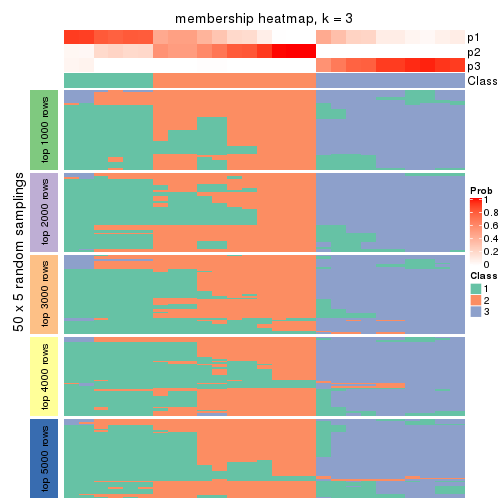 membership heatmap, k = 3
p1
p2
p3
Class
50 x 5 random samplings
top 1000 rows
top 2000 rows
top 3000 rows
top 4000 rows
top 5000 rows
Prob
1
0.8
0.6
0.4
0.2
0
Class
1
2
3